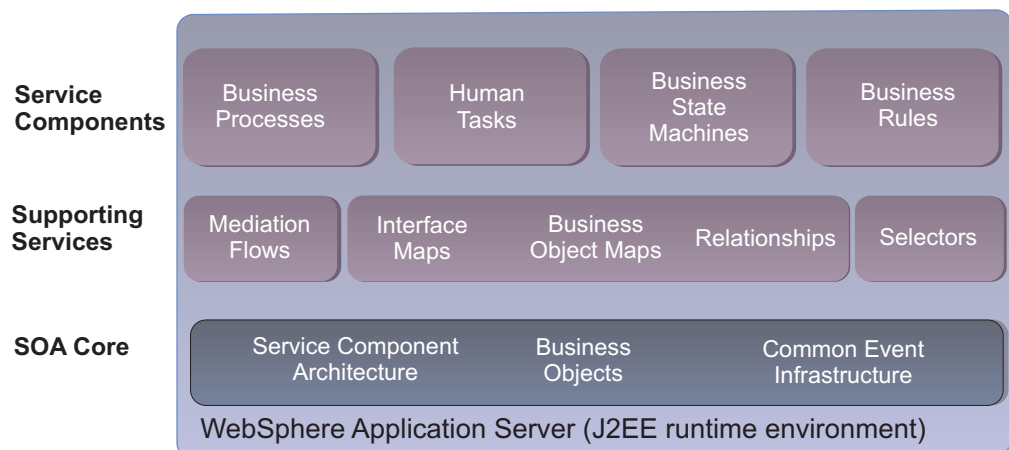 Service
Components
Business
Processes
Human
Tasks
Business
State
Machines
Business
Rules
Supporting
Services
Mediation
Flows
Interface
Maps
Business
Object Maps
Relationships
Selectors
SOA Core
Service Component
Architecture
Business
Objects
Common Event
Infrastructure
WebSphere Application Server (J2EE runtime environment)